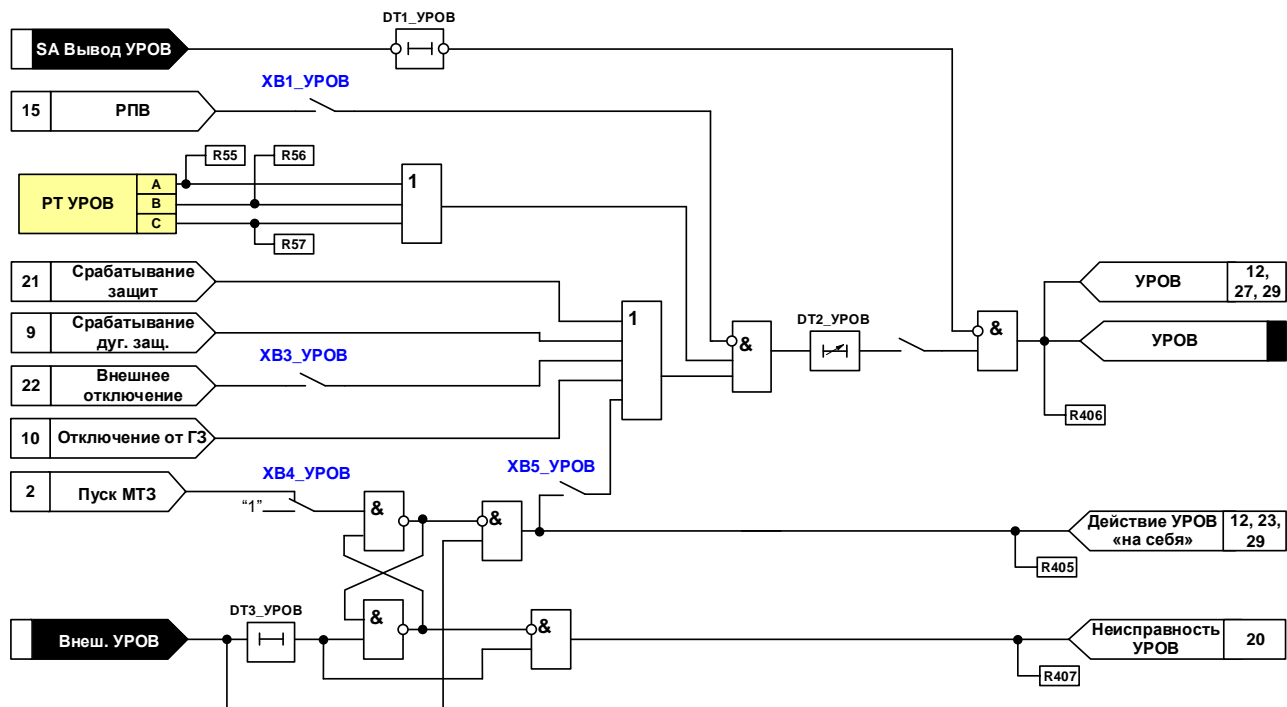 DT1_УРОВ
SA Вывод УРОВ
XB1_УРОВ
15 РПВ
R55 R56
РТ УРОВ
A
B
C
1
R57
21 Срабатывание
защит
9 Срабатывание
дуг. защ.
XB3_УРОВ
22 Внешнее
отключение
10 Отключение от ГЗ
1
&
DT2_УРОВ
&
УРОВ 12,
27, 29
УРОВ
R406
XB4_УРОВ
XB5_УРОВ
2 Пуск МТЗ
“1”
&
&
Действие УРОВ
«на себя»
12, 23,
29
R405
DT3_УРОВ
Внеш. УРОВ
&
&
Неисправность
УРОВ
20
R407